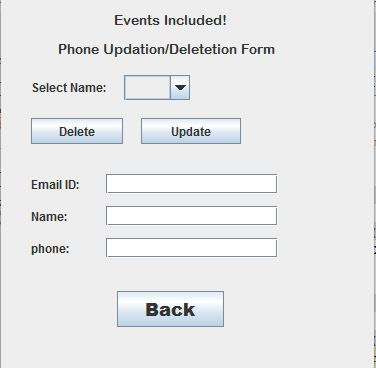 Events Included!
Phone Updation/Deletetion Form
Select Name:
Delete Update
Email ID:
Name:
phone:
Back